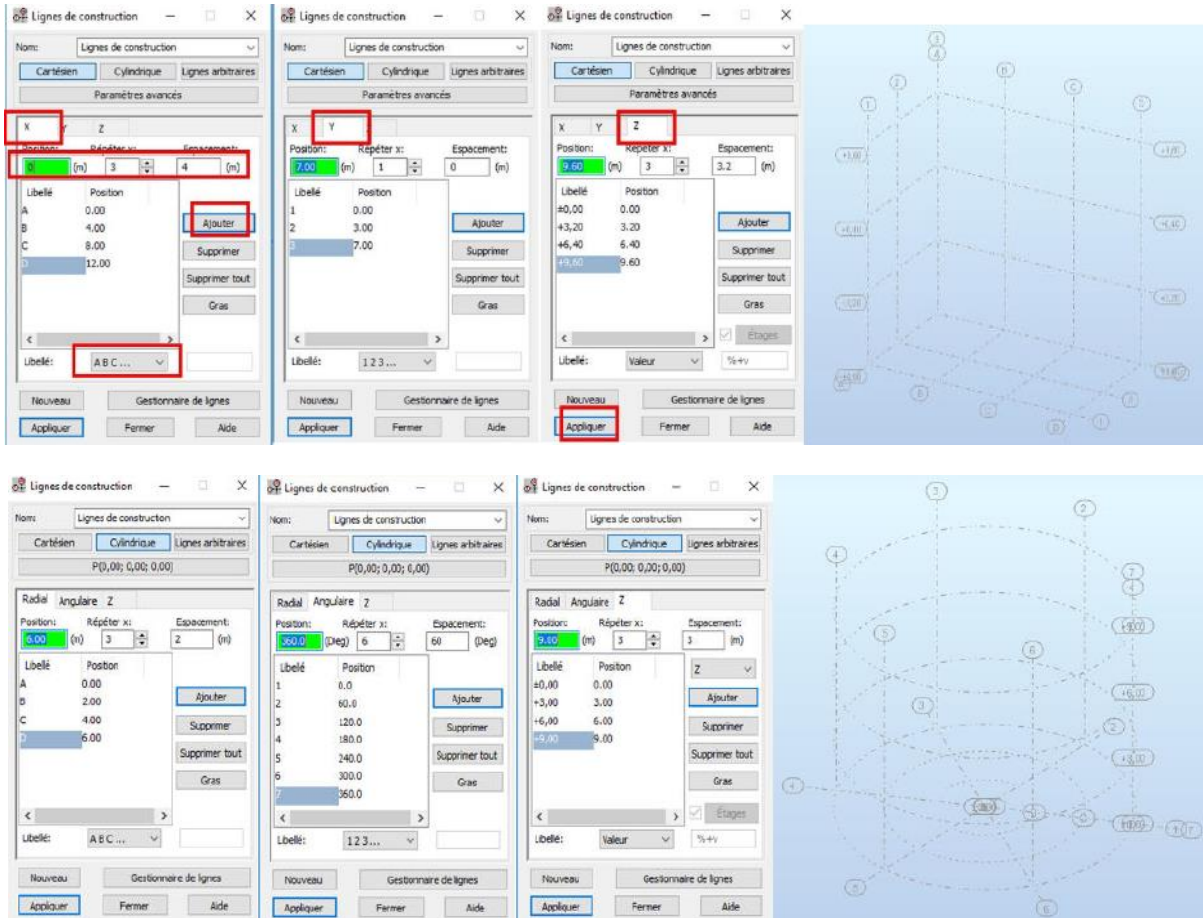 Lignes de construction
Nom: Lignes de construction
Cartésien Cylindrique Lignes arbitraires
Paramètres avancés
X Y Z
Position: Répéter x: Espacement:
0 (m) 3 4 (m)
Libellé Position
A 0.00
B 4.00
C 8.00
12.00
Ajouter
Supprimer
Supprimer tout
Gras
Libellé: A B C ...
Nouveau Gestionnaire de lignes
Appliquer Fermer Aide
Lignes de construction
Nom: Lignes de construction
Cartésien Cylindrique Lignes arbitraires
Paramètres avancés
X Y
Position: Répéter x: Espacement:
7.00 (m) 1 0 (m)
Libellé Position
1 0.00
2 3.00
3 7.00
Ajouter
Supprimer
Supprimer tout
Gras
Libellé: 1 2 3 ...
Nouveau Gestionnaire de lignes
Appliquer Fermer Aide
Lignes de construction
Nom: Lignes de construction
Cartésien Cylindrique Lignes arbitraires
Paramètres avancés
X Y Z
Position: Répéter x: Espacement:
9.60 (m) 3 3.2 (m)
Libellé Position
±0,00 0.00
+3,20 3.20
+6,40 6.40
+9,60 9.60
Ajouter
Supprimer
Supprimer tout
Gras
Étages
Libellé: Valeur %+v
Nouveau Gestionnaire de lignes
Appliquer Fermer Aide
3
A
2
1
C
Lignes de construction
Nom: Lignes de construction
Cartésien Cylindrique Lignes arbitraires
P(0,00; 0,00; 0,00)
Radial Angulaire Z
Position: Répéter x: Espacement:
6.00 (m) 3 2 (m)
Libellé Position
A 0.00
B 2.00
C 4.00
6.00
Ajouter
Supprimer
Supprimer tout
Gras
Libellé: A B C ...
Nouveau Gestionnaire de lignes
Appliquer Fermer Aide
Lignes de construction
Nom: Lignes de construction
Cartésien Cylindrique Lignes arbitraires
P(0,00; 0,00; 0,00)
Radial Angulaire Z
Position: Répéter x: Espacement:
360.0 (Deg) 6 60 (Deg)
Libellé Position
1 0.0
2 60.0
3 120.0
4 180.0
5 240.0
6 300.0
7 360.0
Ajouter
Supprimer
Supprimer tout
Gras
Libellé: 1 2 3 ...
Nouveau Gestionnaire de lignes
Appliquer Fermer Aide
Lignes de construction
Nom: Lignes de construction
Cartésien Cylindrique Lignes arbitraires
P(0,00; 0,00; 0,00)
Radial Angulaire Z
Position: Répéter x: Espacement:
9.00 (m) 3 3 (m)
Libellé Position
±0,00 0.00
+3,00 3.00
+6,00 6.00
+9,00 9.00
Z
Ajouter
Supprimer
Supprimer tout
Gras
Étages
Libellé: Valeur %+v
Nouveau Gestionnaire de lignes
Appliquer Fermer Aide
3
2
4
7
5
6
3
2